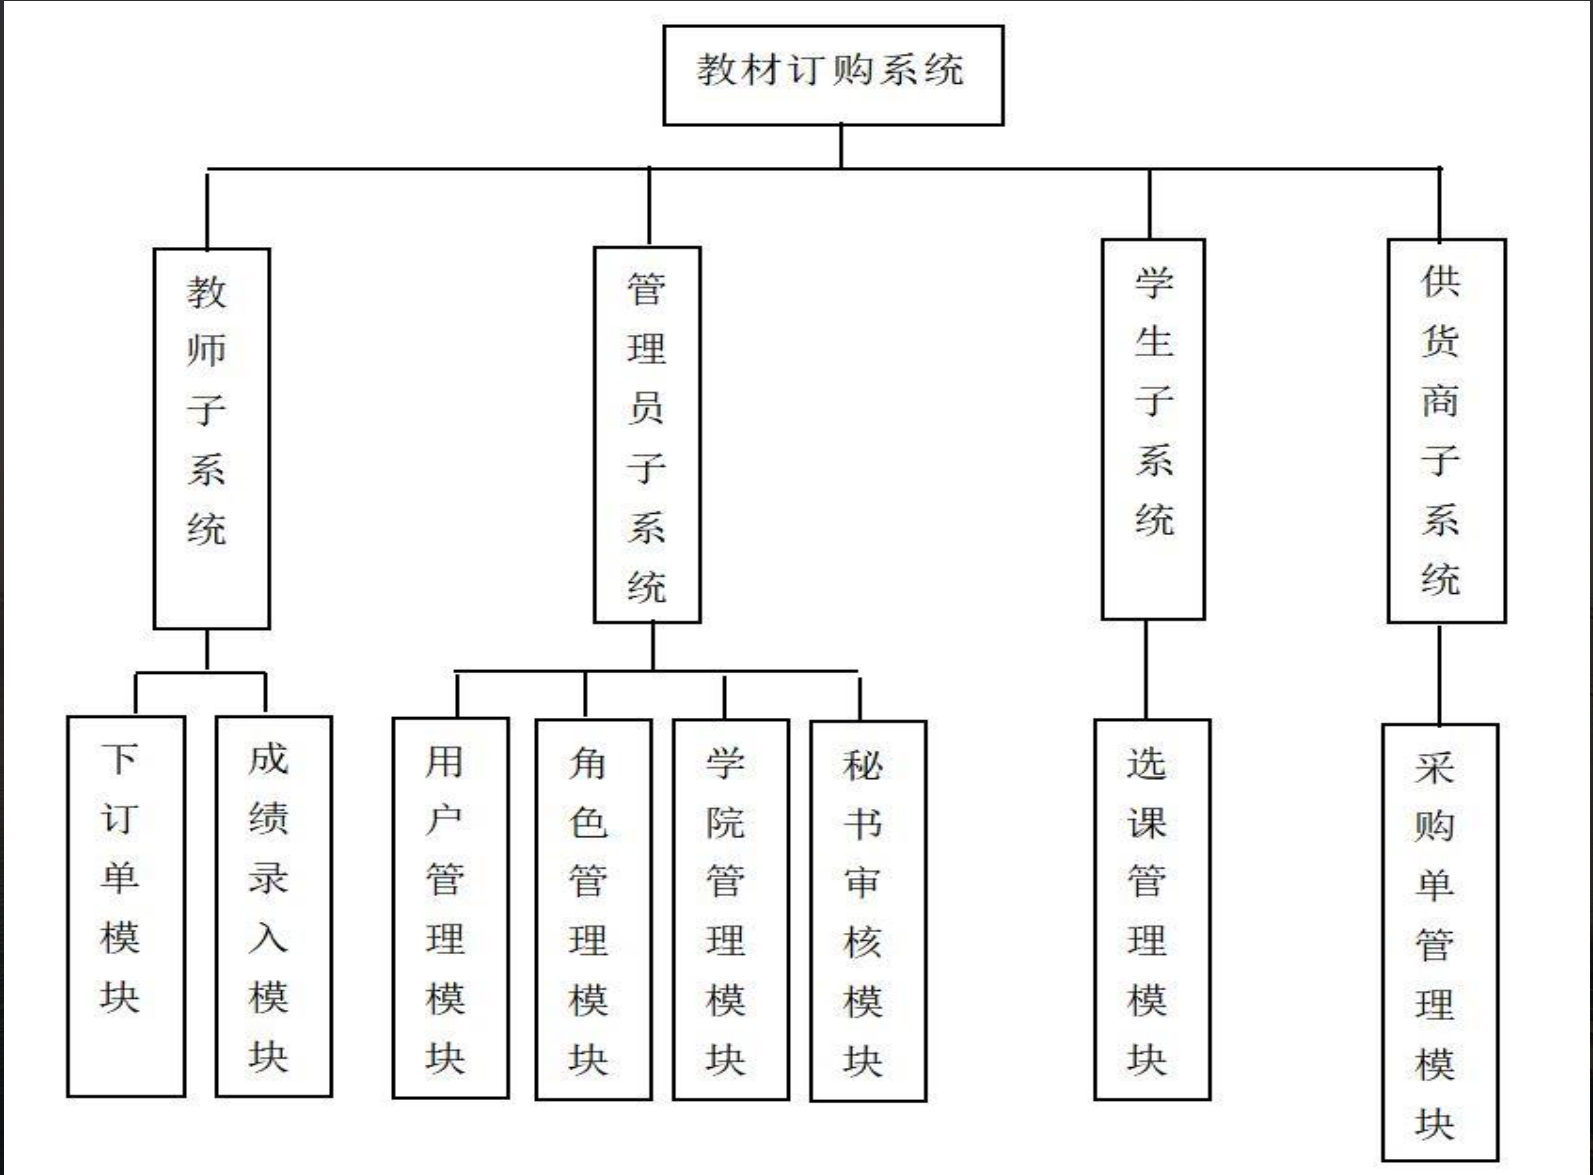 教材订购系统
教师子系统
管理员子系统
学生子系统
供货商子系统
下订单模块
成绩录入模块
用户管理模块
角色管理模块
学院管理模块
秘书审核模块
选课管理模块
采购单管理模块